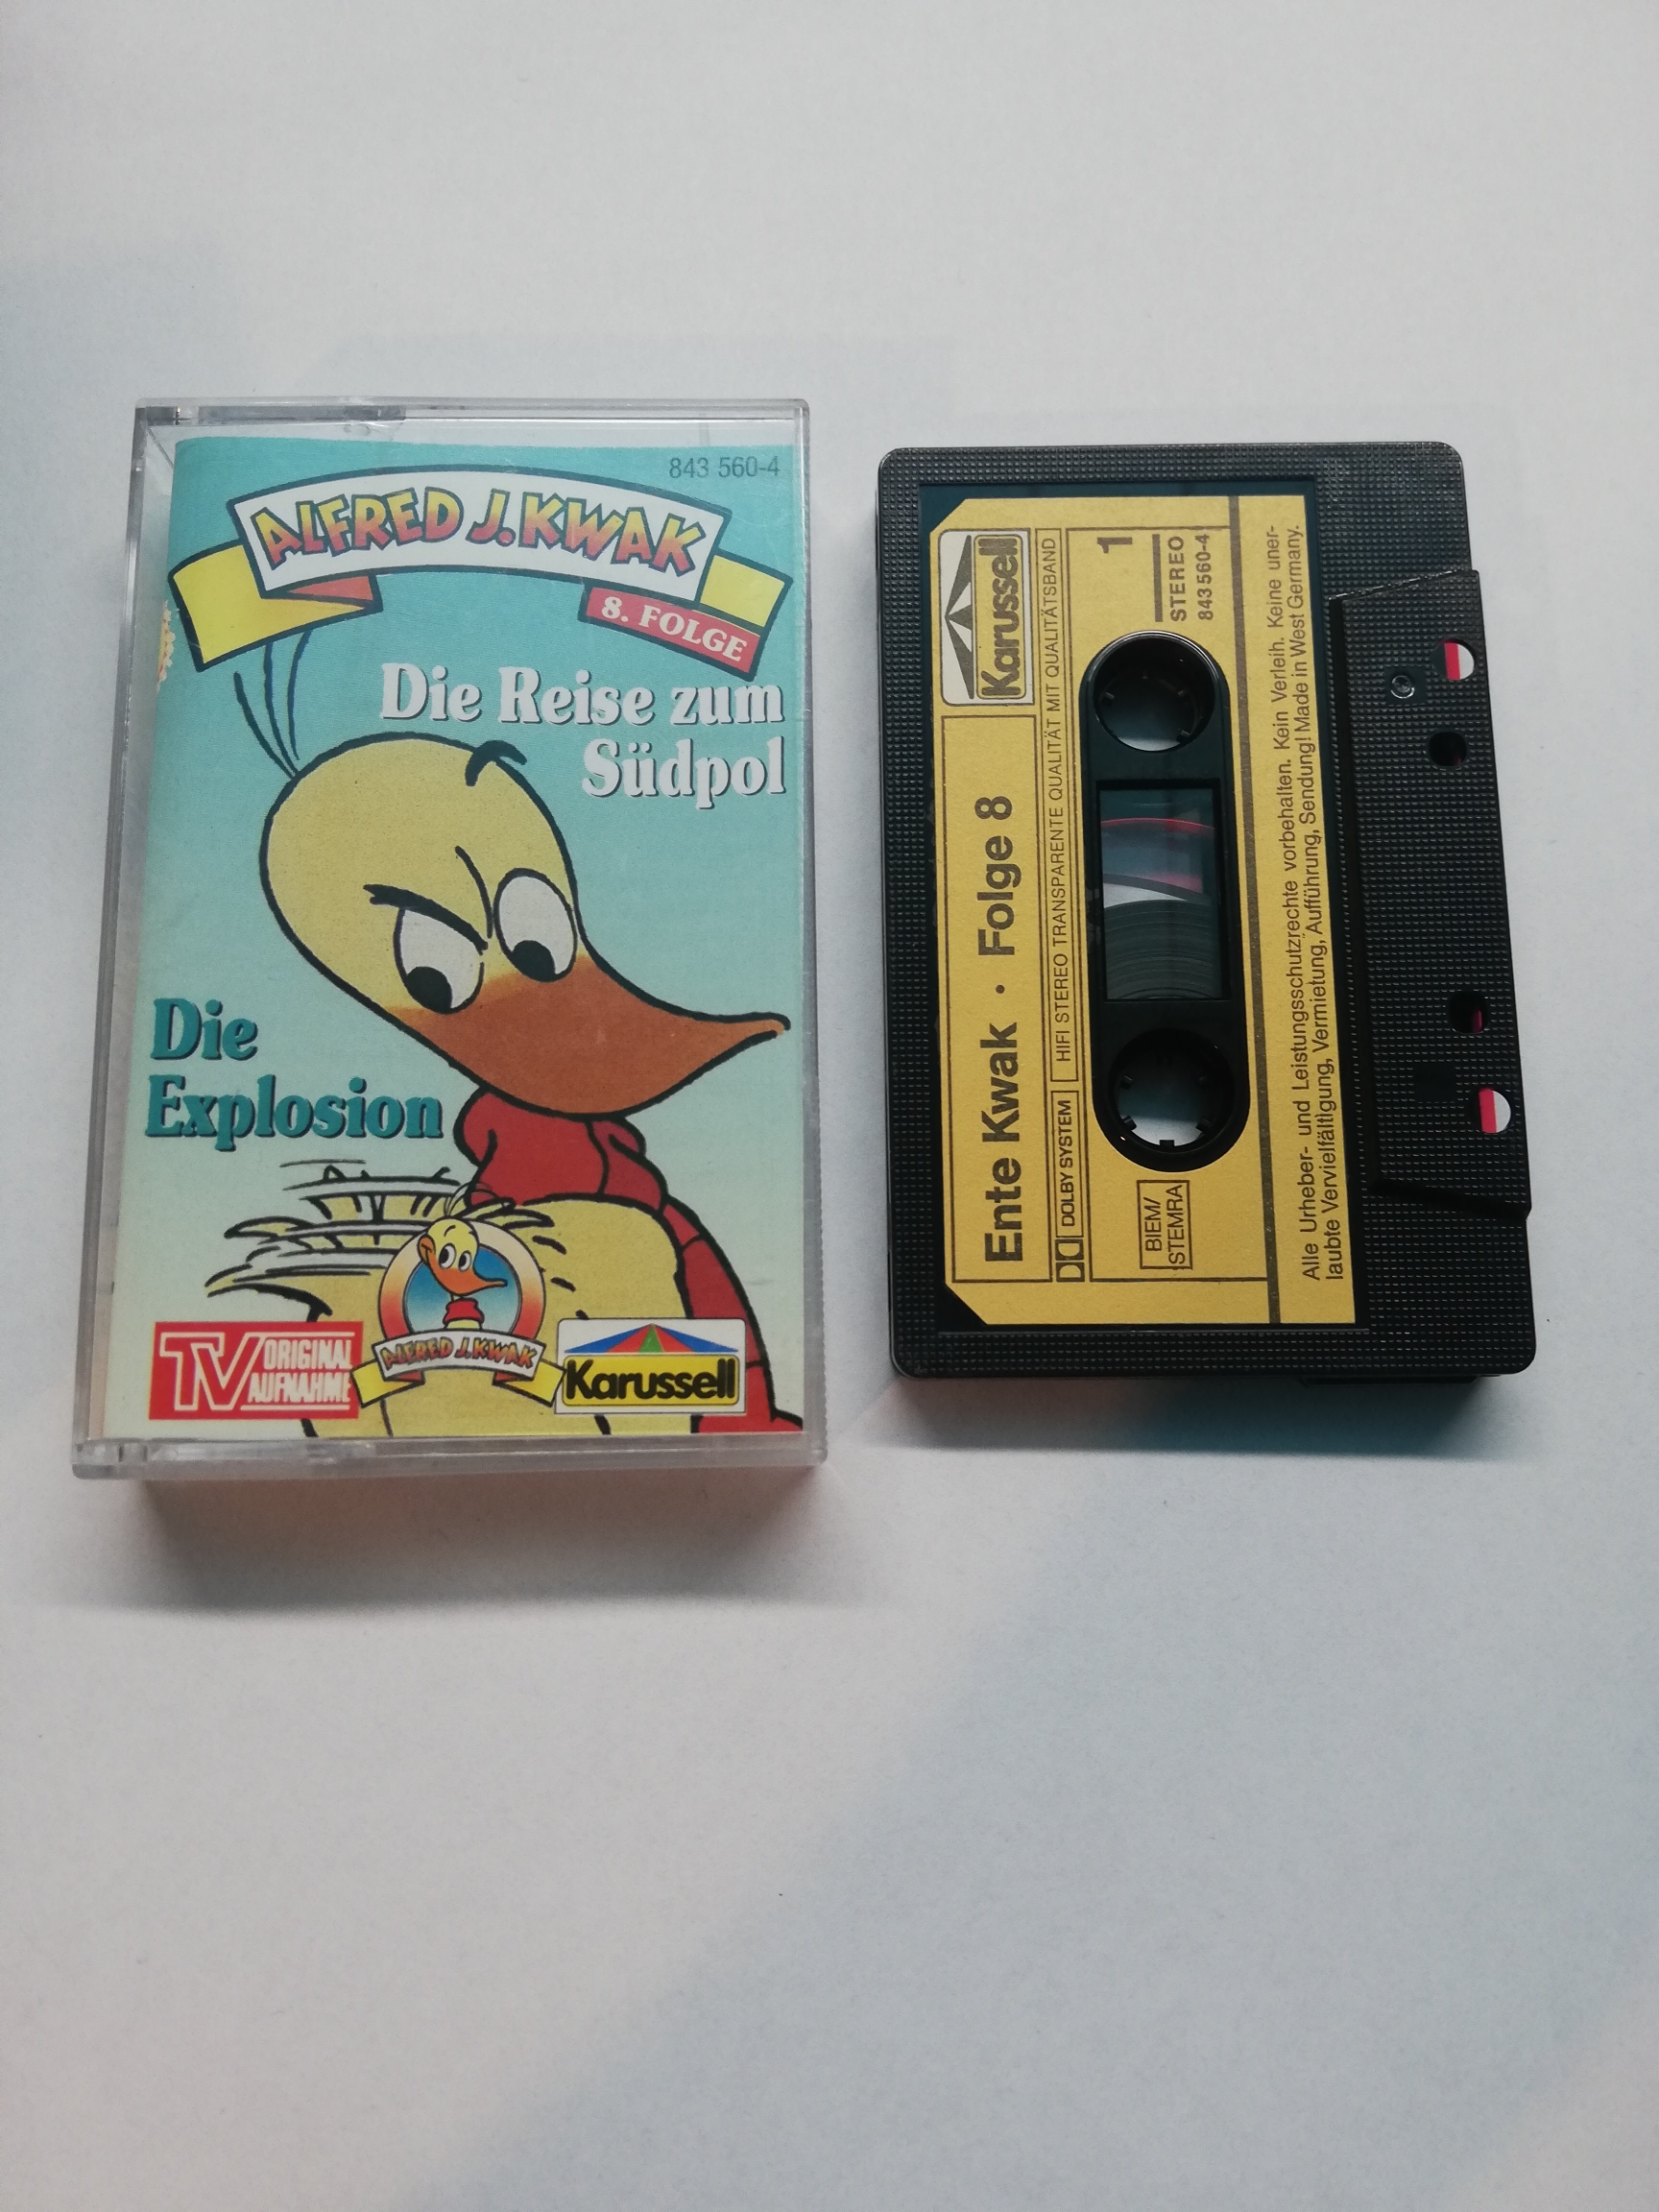 843 560-4
ALFRED J. KWAK
8. FOLGE
Die Reise zum
Südpol
Die
Explosion
TV ORIGINAL
AUFNAHME
ALFRED J. KWAK
Karussell
Karussell
Ente Kwak · Folge 8
DOLBY SYSTEM
HIFI STEREO TRANSPARENTE QUALITÄT MIT QUALITÄTSBAND
1
STEREO
843 560-4
BIEM/
STEMRA
Alle Urheber- und Leistungsschutzrechte vorbehalten. Kein Verleih. Keine uner-
laubte Vervielfältigung, Vermietung, Aufführung, Sendung! Made in West Germany.